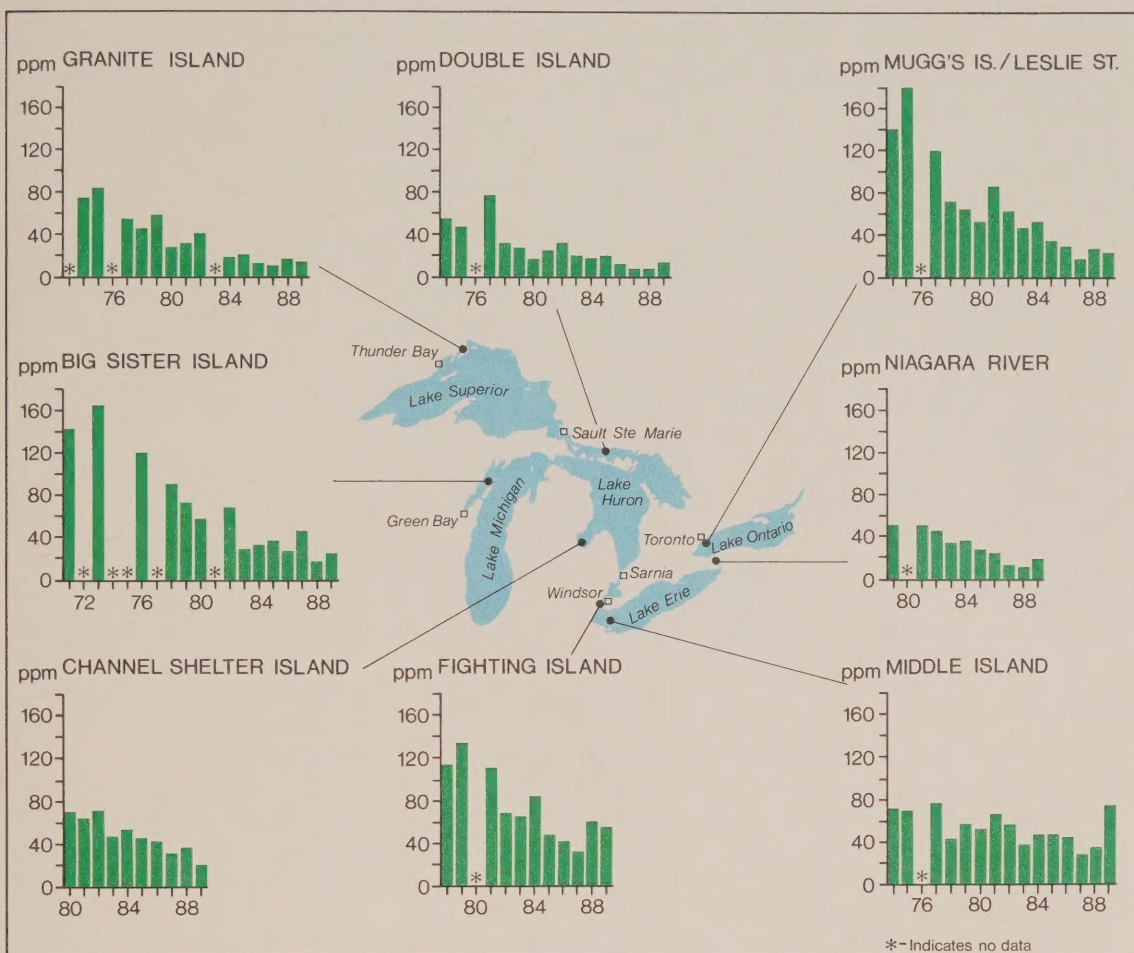 ppm GRANITE ISLAND
160
120
80
40
0
*
*
*
76 80 84 88
ppm DOUBLE ISLAND
160
120
80
40
0
*
76 80 84 88
ppm MUGG'S IS./LESLIE ST.
160
120
80
40
0
*
76 80 84 88
ppm BIG SISTER ISLAND
160
120
80
40
0
* * * * *
72 76 80 84 88
Thunder Bay
Lake Superior
Sault Ste Marie
Lake Michigan
Green Bay
Lake Huron
Toronto
Lake Ontario
Sarnia
Windsor
Lake Erie
ppm NIAGARA RIVER
160
120
80
40
0
*
80 84 88
ppm CHANNEL SHELTER ISLAND
160
120
80
40
0
80 84 88
ppm FIGHTING ISLAND
160
120
80
40
0
*
80 84 88
ppm MIDDLE ISLAND
160
120
80
40
0
*
76 80 84 88
*-Indicates no data